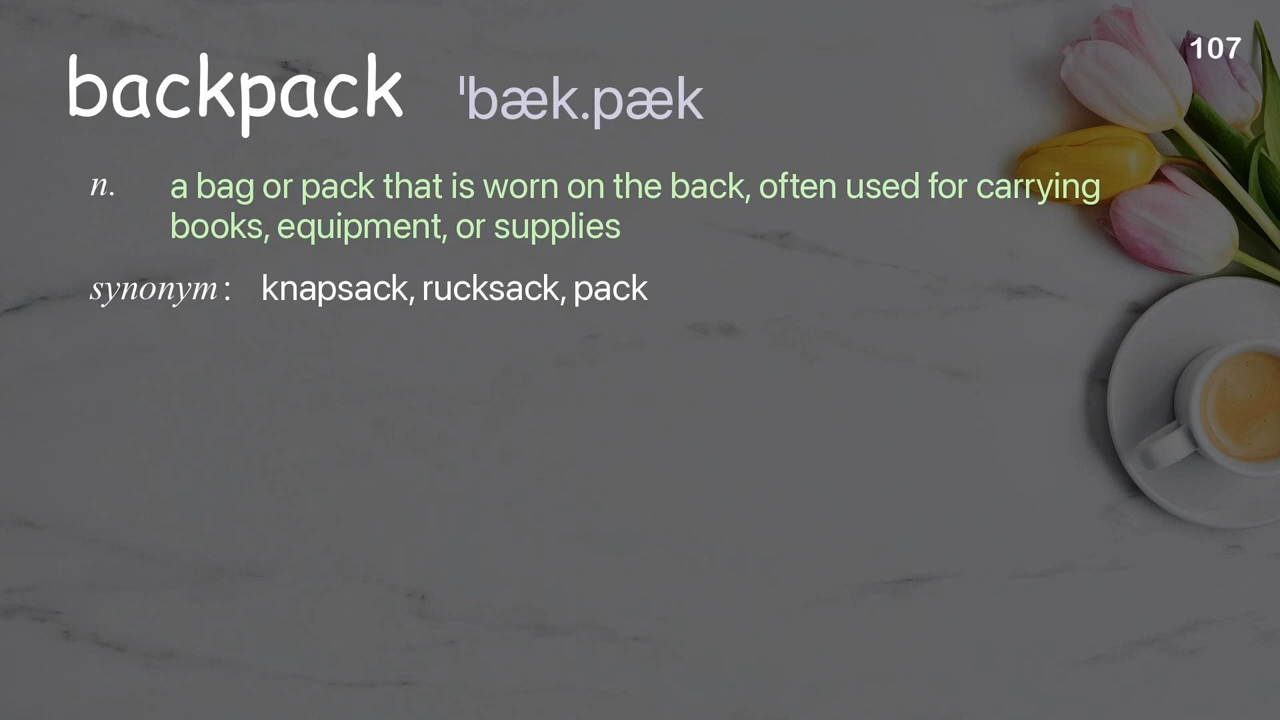 107
backpack ˈbæk.pæk
n. a bag or pack that is worn on the back, often used for carrying
books, equipment, or supplies
synonym: knapsack, rucksack, pack